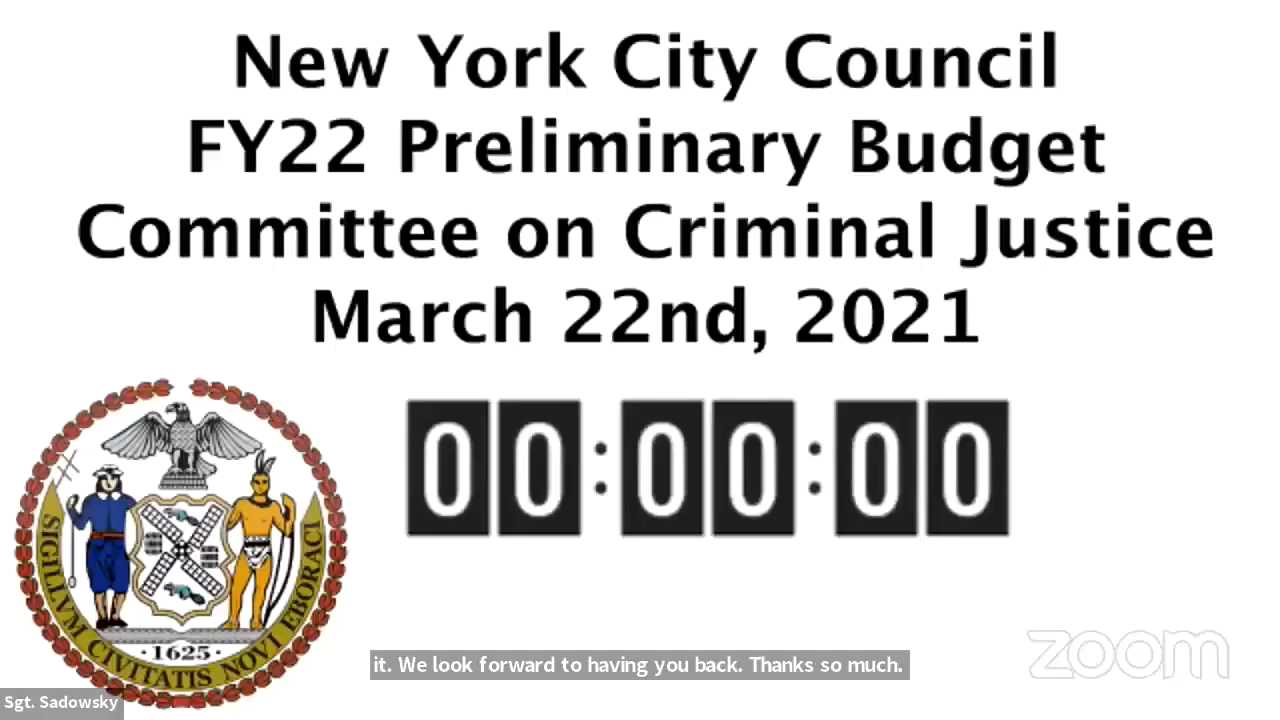 New York City Council
FY22 Preliminary Budget
Committee on Criminal Justice
March 22nd, 2021
00:00:00
SIGILLVM CIVITATIS NOVI EBORACI
·1625·
it. We look forward to having you back. Thanks so much.
zoom
Sgt. Sadowsky